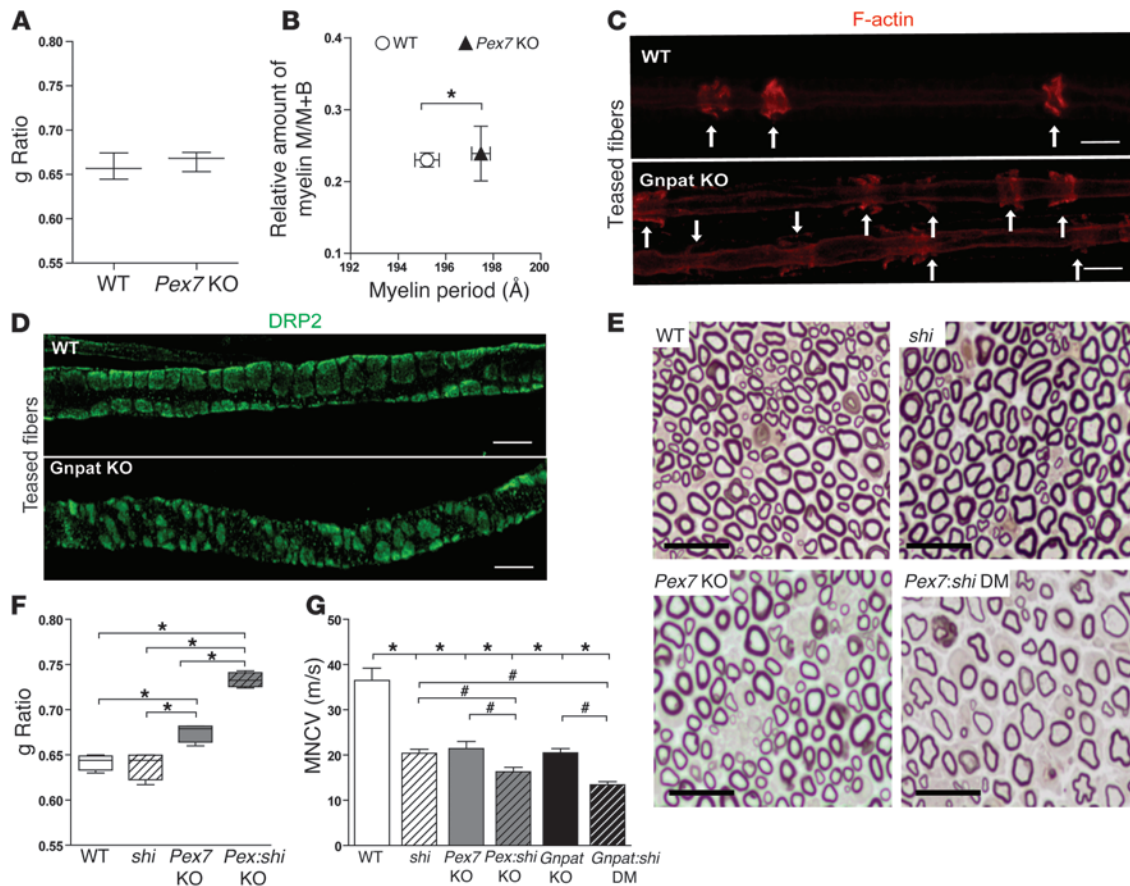 A
0.80
0.75
0.70
0.65
0.60
0.55
g Ratio
WT
Pex7 KO
B
WT
Pex7 KO
*
0.4
0.3
0.2
0.1
Relative amount of
myelin M/M+B
192
194
196
198
200
Myelin period (Å)
C
F-actin
Teased fibers
WT
Gnpat KO
D
DRP2
Teased fibers
WT
Gnpat KO
E
WT
shi
Pex7 KO
Pex7:shi DM
F
0.80
0.75
0.70
0.65
0.60
0.55
g Ratio
*
*
*
*
*
WT
shi
Pex7
KO
Pex:shi
KO
G
50
40
30
20
10
0
MNCV (m/s)
* * * * *
#
#
# #
WT
shi
Pex7
KO
Pex:shi
KO
Gnpat
KO
Gnpat:shi
DM